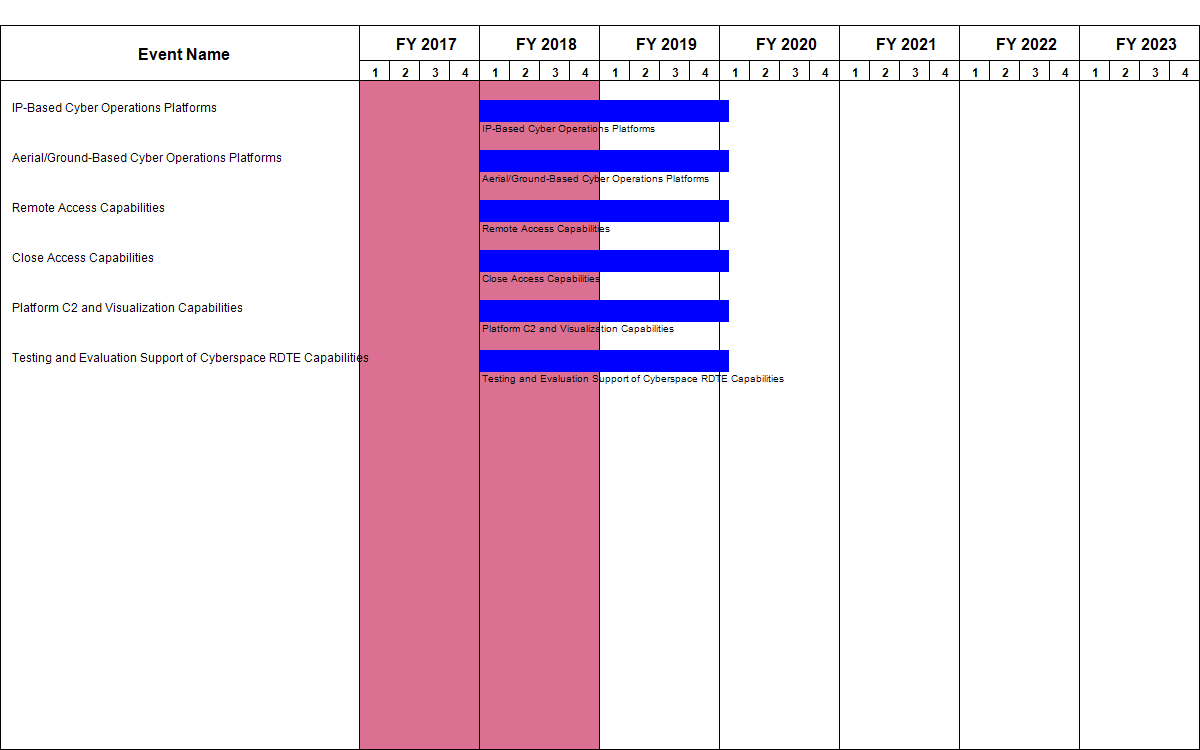 Event Name
FY 2017 FY 2018 FY 2019 FY 2020 FY 2021 FY 2022 FY 2023
1 2 3 4 1 2 3 4 1 2 3 4 1 2 3 4 1 2 3 4 1 2 3 4 1 2 3 4
IP-Based Cyber Operations Platforms
IP-Based Cyber Operations Platforms
Aerial/Ground-Based Cyber Operations Platforms
Aerial/Ground-Based Cyber Operations Platforms
Remote Access Capabilities
Remote Access Capabilities
Close Access Capabilities
Close Access Capabilities
Platform C2 and Visualization Capabilities
Platform C2 and Visualization Capabilities
Testing and Evaluation Support of Cyberspace RDTE Capabilities
Testing and Evaluation Support of Cyberspace RDTE Capabilities